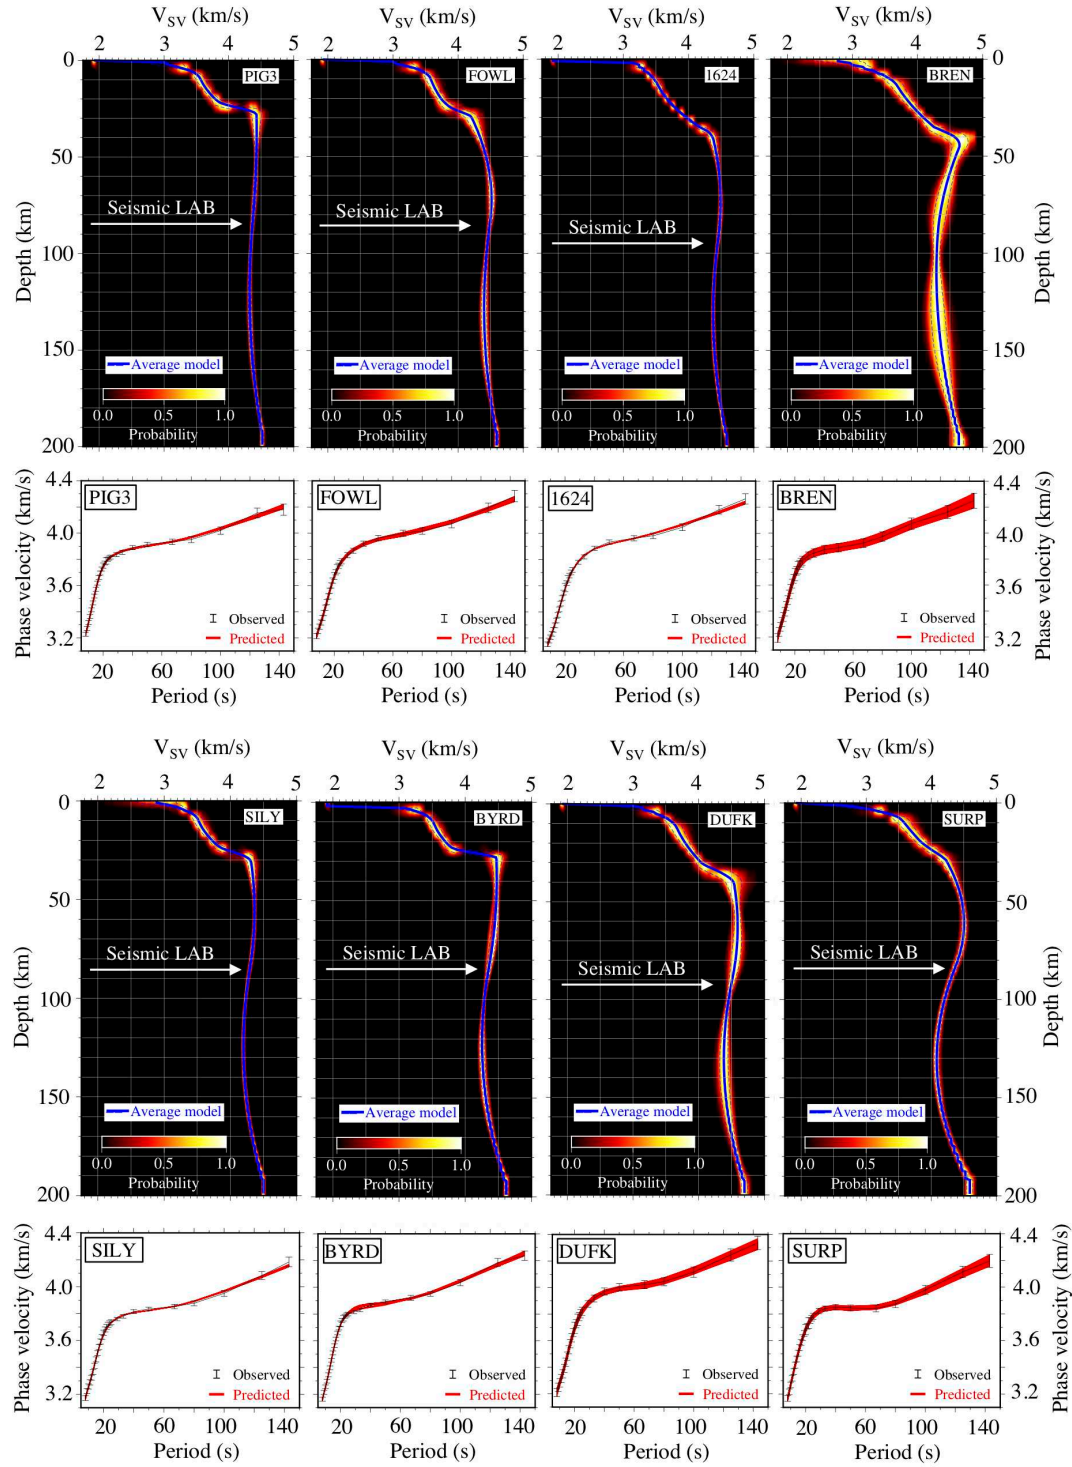 V_SV (km/s) V_SV (km/s) V_SV (km/s) V_SV (km/s)
2 3 4 5 2 3 4 5 2 3 4 5 2 3 4 5
0 PIG3 FOWL 1624 BREN 0
50 50
Seismic LAB Seismic LAB Seismic LAB
Depth (km) Depth (km)
100 100
150 150
Average model Average model Average model Average model
0.0 0.5 1.0 0.0 0.5 1.0 0.0 0.5 1.0 0.0 0.5 1.0
Probability Probability Probability Probability
200 200
4.4 PIG3 FOWL 1624 BREN 4.4
4.0 4.0
Phase velocity (km/s) Phase velocity (km/s)
3.6 3.6
Observed Observed Observed Observed
3.2 Predicted Predicted Predicted Predicted 3.2
20 60 100 140 20 60 100 140 20 60 100 140 20 60 100 140
Period (s) Period (s) Period (s) Period (s)
V_SV (km/s) V_SV (km/s) V_SV (km/s) V_SV (km/s)
2 3 4 5 2 3 4 5 2 3 4 5 2 3 4 5
0 SILY BYRD DUFK SURP 0
50 50
Seismic LAB Seismic LAB Seismic LAB Seismic LAB
Depth (km) Depth (km)
100 100
150 150
Average model Average model Average model Average model
0.0 0.5 1.0 0.0 0.5 1.0 0.0 0.5 1.0 0.0 0.5 1.0
Probability Probability Probability Probability
200 200
4.4 SILY BYRD DUFK SURP 4.4
4.0 4.0
Phase velocity (km/s) Phase velocity (km/s)
3.6 3.6
Observed Observed Observed Observed
3.2 Predicted Predicted Predicted Predicted 3.2
20 60 100 140 20 60 100 140 20 60 100 140 20 60 100 140
Period (s) Period (s) Period (s) Period (s)